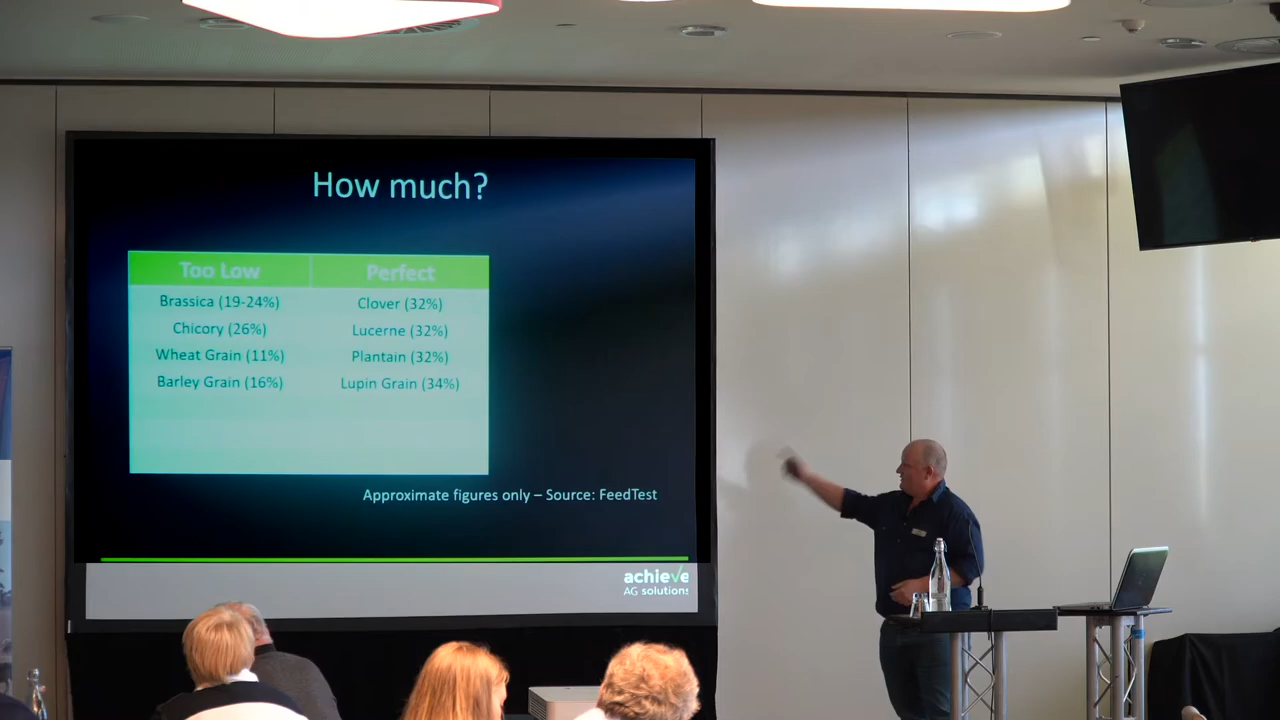 How much?
Too Low Perfect
Brassica (19-24%) Clover (32%)
Chicory (26%) Lucerne (32%)
Wheat Grain (11%) Plantain (32%)
Barley Grain (16%) Lupin Grain (34%)
Approximate figures only – Source: FeedTest
achieve
AG solutions